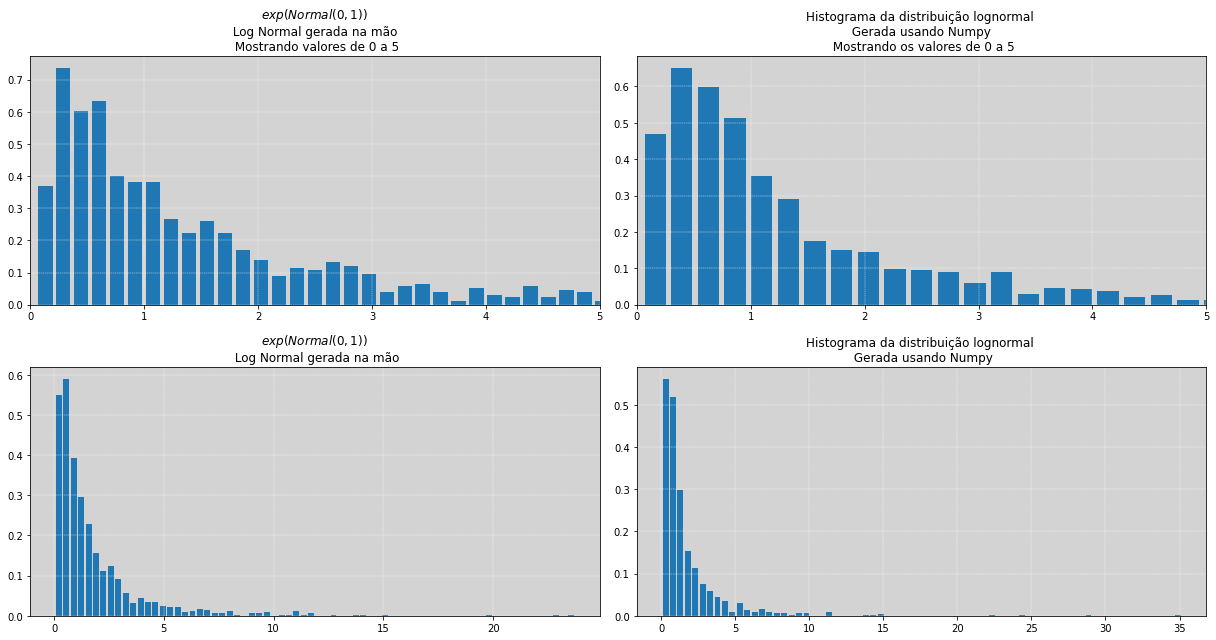 exp(Normal(0, 1))
Log Normal gerada na mão
Mostrando valores de 0 a 5
0.7
0.6
0.5
0.4
0.3
0.2
0.1
0.0
0 1 2 3 4 5
Histograma da distribuição lognormal
Gerada usando Numpy
Mostrando os valores de 0 a 5
0.6
0.5
0.4
0.3
0.2
0.1
0.0
0 1 2 3 4 5
exp(Normal(0, 1))
Log Normal gerada na mão
0.6
0.5
0.4
0.3
0.2
0.1
0.0
0 5 10 15 20
Histograma da distribuição lognormal
Gerada usando Numpy
0.5
0.4
0.3
0.2
0.1
0.0
0 5 10 15 20 25 30 35